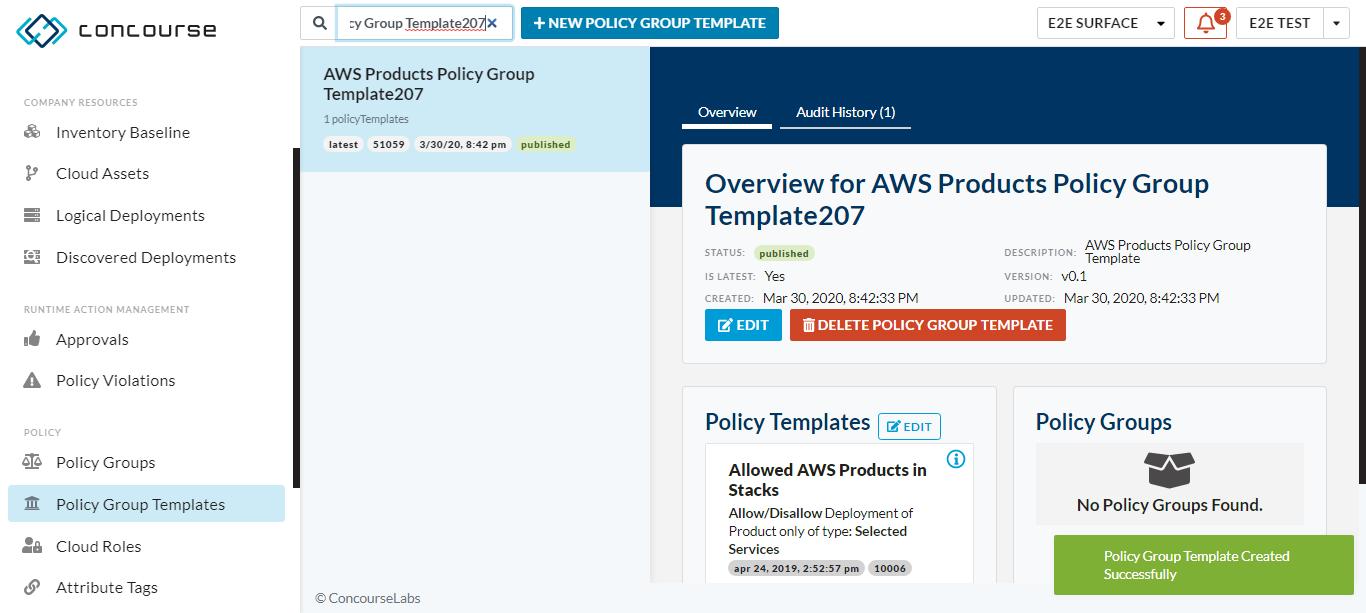 concourse
:y Group Template207
NEW POLICY GROUP TEMPLATE
E2E SURFACE
3
E2E TEST
COMPANY RESOURCES
Inventory Baseline
Cloud Assets
Logical Deployments
Discovered Deployments
RUNTIME ACTION MANAGEMENT
Approvals
Policy Violations
POLICY
Policy Groups
Policy Group Templates
Cloud Roles
Attribute Tags
AWS Products Policy Group
Template207
1 policyTemplates
latest 51059 3/30/20, 8:42 pm published
Overview Audit History (1)
Overview for AWS Products Policy Group
Template207
STATUS: published
DESCRIPTION: AWS Products Policy Group
Template
IS LATEST: Yes
VERSION: v0.1
CREATED: Mar 30, 2020, 8:42:33 PM
UPDATED: Mar 30, 2020, 8:42:33 PM
EDIT DELETE POLICY GROUP TEMPLATE
Policy Templates EDIT
Allowed AWS Products in
Stacks
Allow/Disallow Deployment of
Product only of type: Selected
Services
apr 24, 2019, 2:52:57 pm 10006
Policy Groups
No Policy Groups Found.
Policy Group Template Created
Successfully
© ConcourseLabs